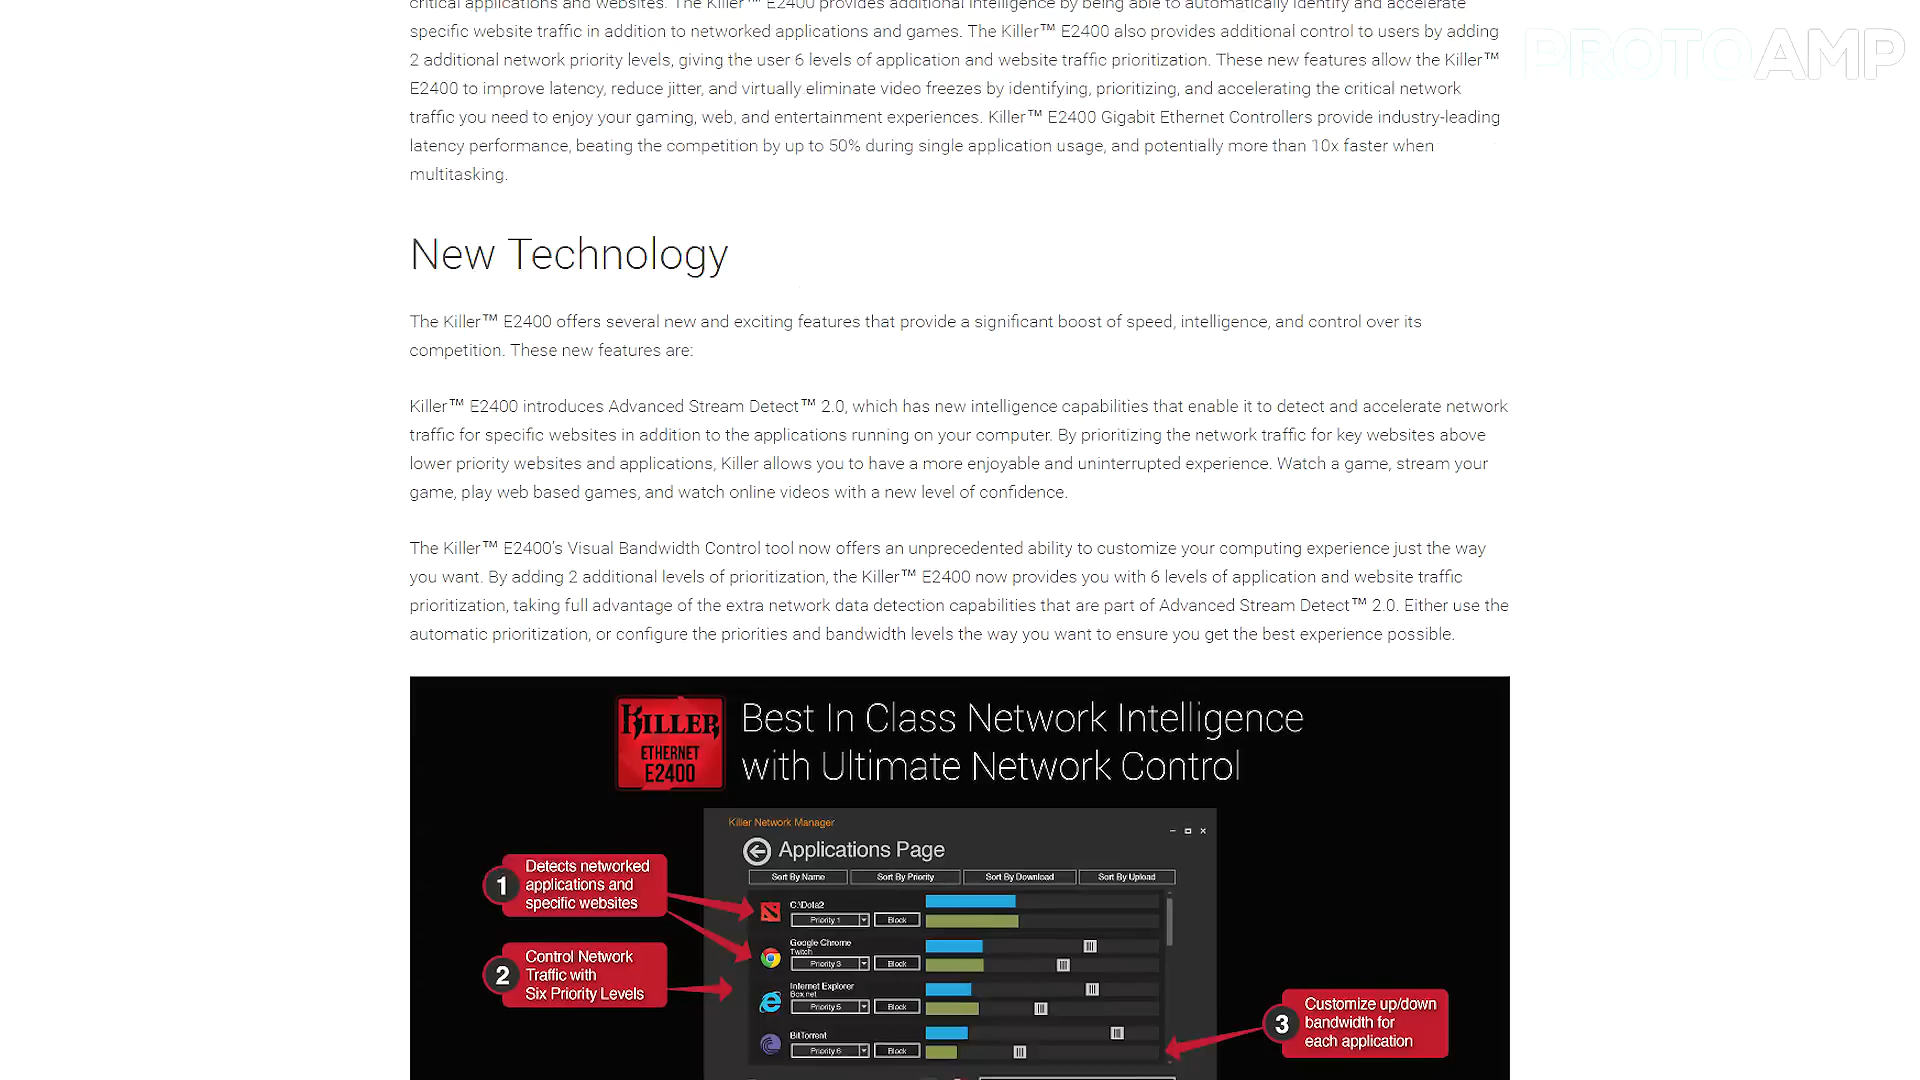 critical applications and websites. The Killer™ E2400 provides additional intelligence by being able to automatically identify and accelerate
specific website traffic in addition to networked applications and games. The Killer™ E2400 also provides additional control to users by adding
2 additional network priority levels, giving the user 6 levels of application and website traffic prioritization. These new features allow the Killer™
E2400 to improve latency, reduce jitter, and virtually eliminate video freezes by identifying, prioritizing, and accelerating the critical network
traffic you need to enjoy your gaming, web, and entertainment experiences. Killer™ E2400 Gigabit Ethernet Controllers provide industry-leading
latency performance, beating the competition by up to 50% during single application usage, and potentially more than 10x faster when
multitasking.
PROTOAMP
New Technology
The Killer™ E2400 offers several new and exciting features that provide a significant boost of speed, intelligence, and control over its
competition. These new features are:
Killer™ E2400 introduces Advanced Stream Detect™ 2.0, which has new intelligence capabilities that enable it to detect and accelerate network
traffic for specific websites in addition to the applications running on your computer. By prioritizing the network traffic for key websites above
lower priority websites and applications, Killer allows you to have a more enjoyable and uninterrupted experience. Watch a game, stream your
game, play web based games, and watch online videos with a new level of confidence.
The Killer™ E2400's Visual Bandwidth Control tool now offers an unprecedented ability to customize your computing experience just the way
you want. By adding 2 additional levels of prioritization, the Killer™ E2400 now provides you with 6 levels of application and website traffic
prioritization, taking full advantage of the extra network data detection capabilities that are part of Advanced Stream Detect™ 2.0. Either use the
automatic prioritization, or configure the priorities and bandwidth levels the way you want to ensure you get the best experience possible.
KILLER
ETHERNET
E2400
Best In Class Network Intelligence
with Ultimate Network Control
Killer Network Manager
Applications Page
Sort By Name Sort By Priority Sort By Download Sort By Upload
1
Detects networked
applications and
specific websites
C:\Dota2
Priority 1 Block
Google Chrome
Twitch
Priority 3 Block
2
Control Network
Traffic with
Six Priority Levels
Internet Explorer
Box.net
Priority 5 Block
BitTorrent
Priority 6 Block
3
Customize up/down
bandwidth for
each application